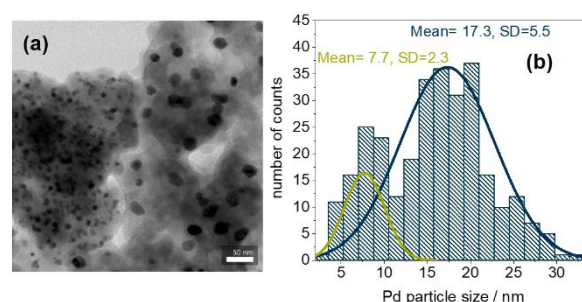 (a)
50 nm
Mean= 17.3, SD=5.5
Mean= 7.7, SD=2.3
(b)
number of counts
45
40
35
30
25
20
15
10
5
0
5 10 15 20 25 30
Pd particle size / nm